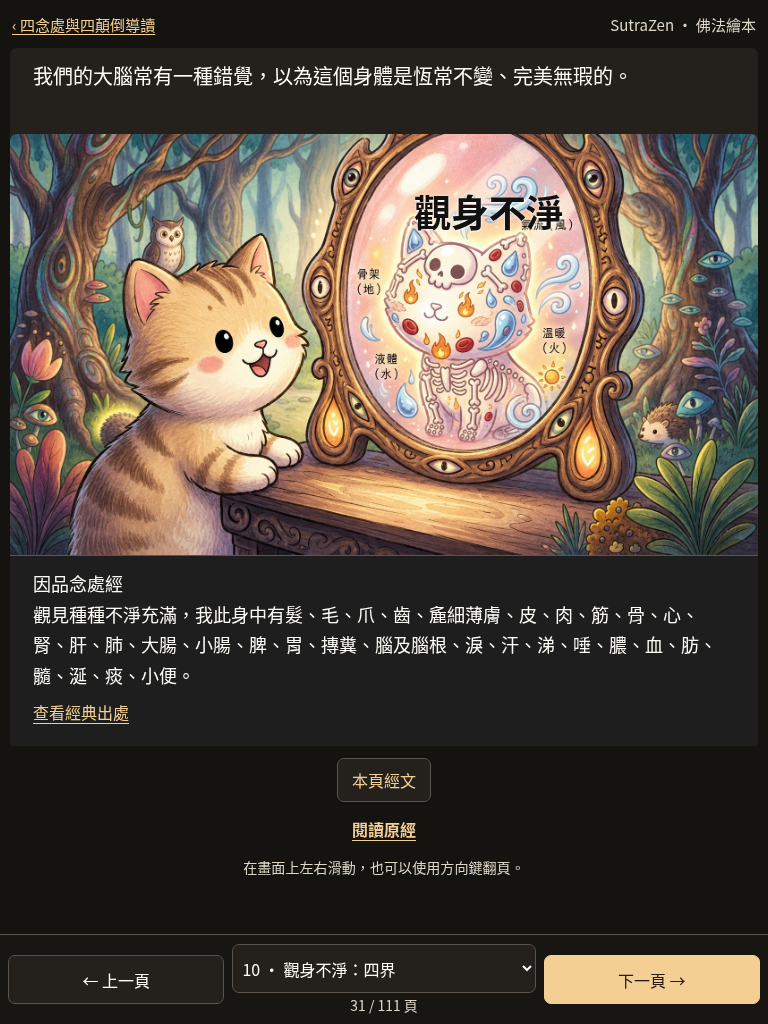 ‹ 四念處與四顛倒導讀
SutraZen · 佛法繪本
我們的大腦常有一種錯覺，以為這個身體是恆常不變、完美無瑕的。
觀身不淨
氣流（風）
骨架
（地）
溫暖
（火）
液體
（水）
因品念處經
觀見種種不淨充滿，我此身中有髮、毛、爪、齒、麁細薄膚、皮、肉、筋、骨、心、
腎、肝、肺、大腸、小腸、脾、胃、摶糞、腦及腦根、淚、汗、涕、唾、膿、血、肪、
髓、涎、痰、小便。
查看經典出處
本頁經文
閱讀原經
在畫面上左右滑動，也可以使用方向鍵翻頁。
← 上一頁
10 · 觀身不淨：四界
31 / 111 頁
下一頁 →